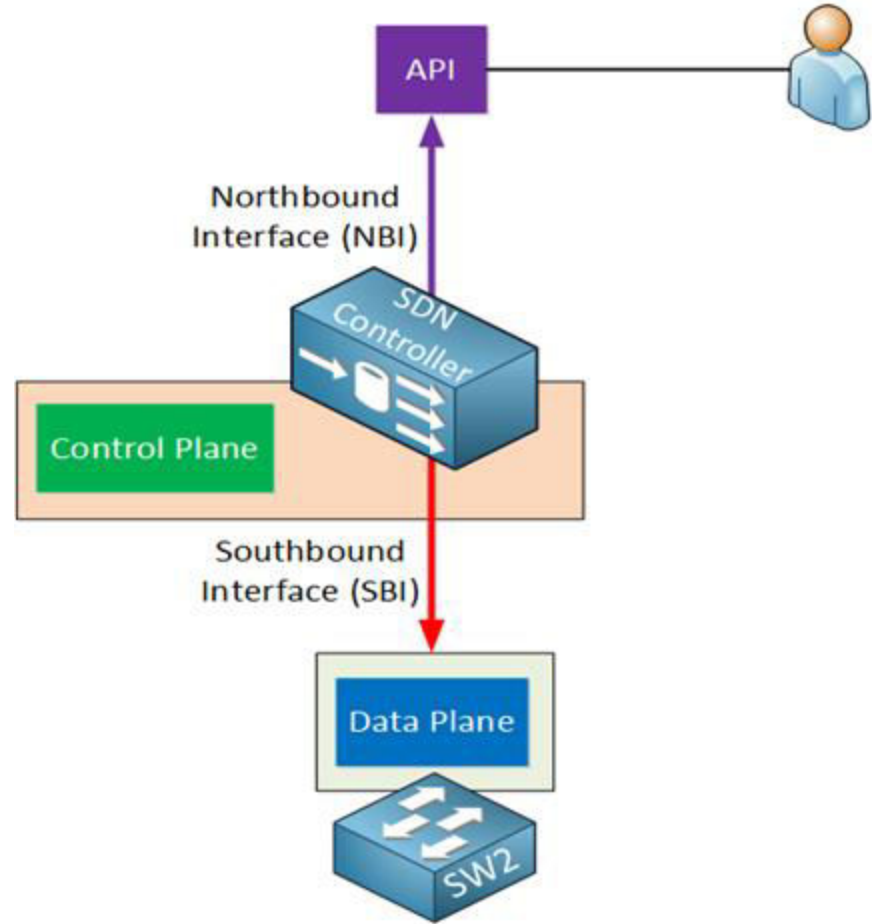 API
Northbound
Interface (NBI)
SDN
Controller
Control Plane
Southbound
Interface (SBI)
Data Plane
SW2